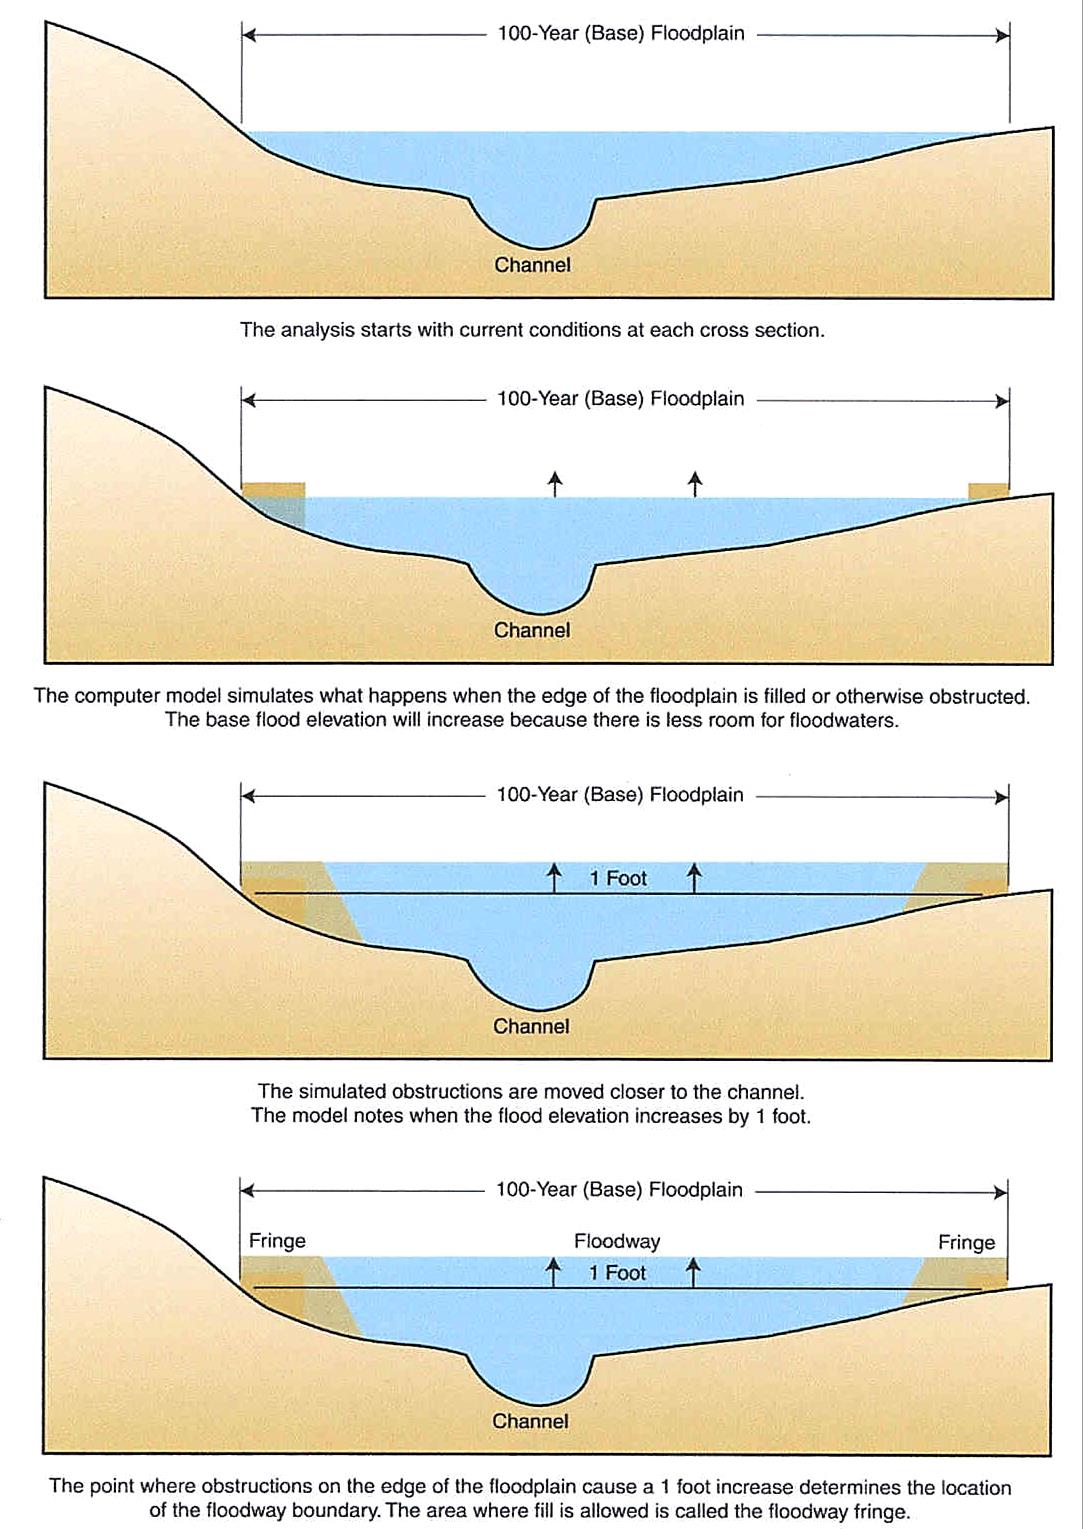 100-Year (Base) Floodplain
Channel
The analysis starts with current conditions at each cross section.
100-Year (Base) Floodplain
Channel
The computer model simulates what happens when the edge of the floodplain is filled or otherwise obstructed.
The base flood elevation will increase because there is less room for floodwaters.
100-Year (Base) Floodplain
1 Foot
Channel
The simulated obstructions are moved closer to the channel.
The model notes when the flood elevation increases by 1 foot.
100-Year (Base) Floodplain
Fringe Floodway Fringe
1 Foot
Channel
The point where obstructions on the edge of the floodplain cause a 1 foot increase determines the location
of the floodway boundary. The area where fill is allowed is called the floodway fringe.